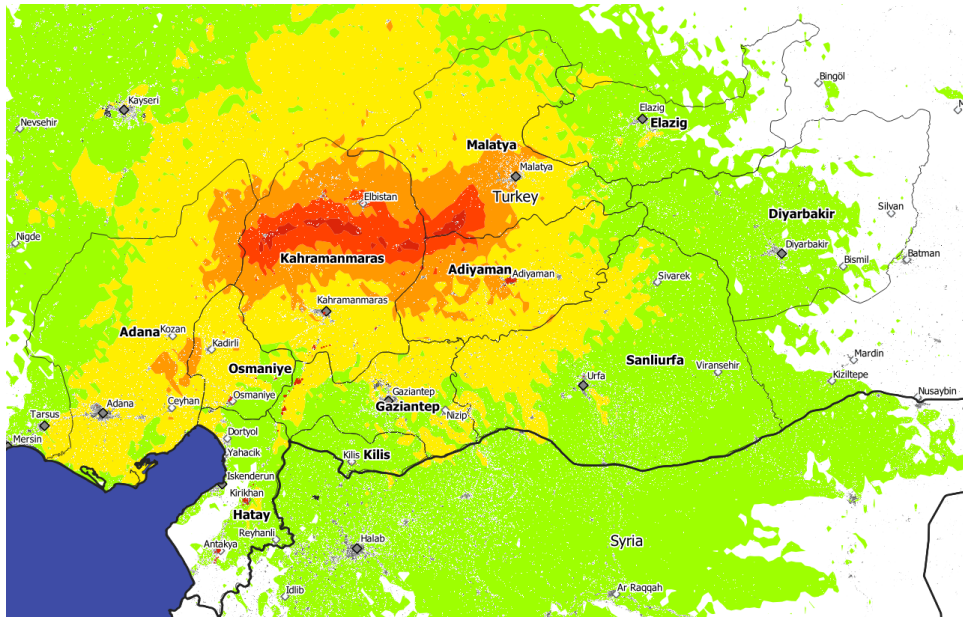 Bingöl
Kayseri
M
Elazig
Elazig
Nevsehir
Malatya
Malatya
Turkey
Elbistan
Silvan
Diyarbakir
Nigde
Diyarbakir
Batman
Kahramanmaras
Bismil
Adiyaman
Adiyaman
Sivarek
Kahramanmaras
Adana
Kozan
Kadirli
Mardin
Sanliurfa
Osmaniye
Viransehir
Urfa
Kiziltepe
Gaziantep
Nusaybin
Osmaniye
Adana
Ceyhan
Gaziantep
Nizip
Tarsus
Dortyol
Mersin
Yahacik
Kilis
Kilis
Iskenderun
Kirikhan
Hatay
Antakya
Reyhanli
Halab
Syria
Ar Raqqah
Idlib